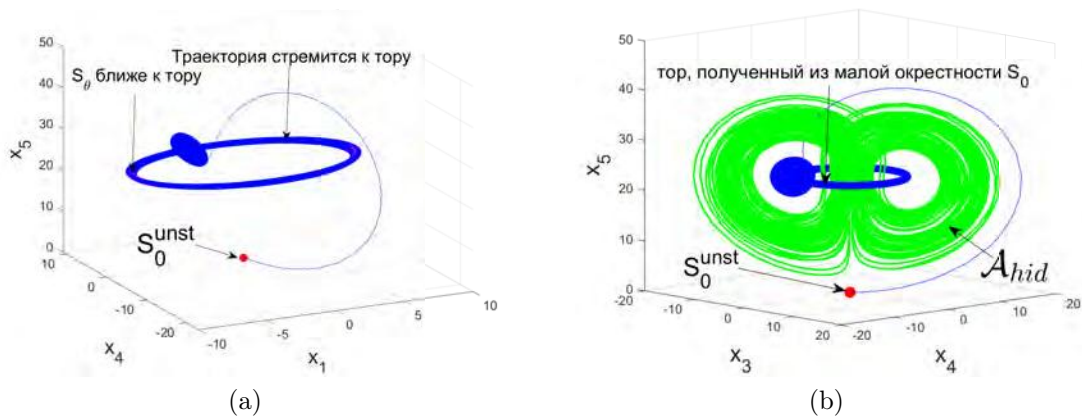 Траектория стремится к тору
S_θ ближе к тору
50
40
30
20
10
0
x_5
S_0^unst
10
0
-10
-20
x_4
-10
-5
0
5
10
x_1
(a)
тор, полученный из малой окрестности S_0
50
40
30
20
10
0
x_5
S_0^unst
A_hid
-20
-10
0
10
20
x_3
-20
-10
0
10
20
x_4
(b)